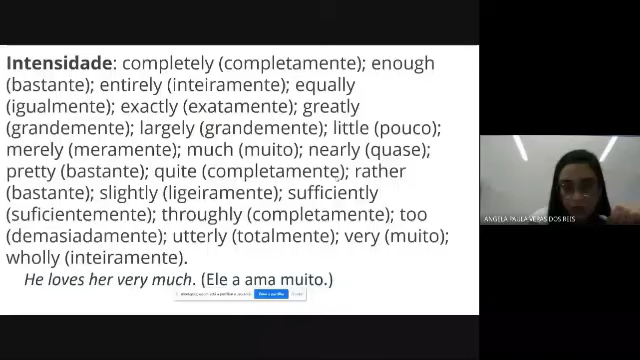 Intensidade: completely (completamente); enough
(bastante); entirely (inteiramente); equally
(igualmente); exactly (exatamente); greatly
(grandemente); largely (grandemente); little (pouco);
merely (meramente); much (muito); nearly (quase);
pretty (bastante); quite (completamente); rather
(bastante); slightly (ligeiramente); sufficiently
(suficientemente); throughly (completamente); too
(demasiadamente); utterly (totalmente); very (muito);
wholly (inteiramente).
He loves her very much. (Ele a ama muito.)
ANGELA PAULA VERAS DOS REIS